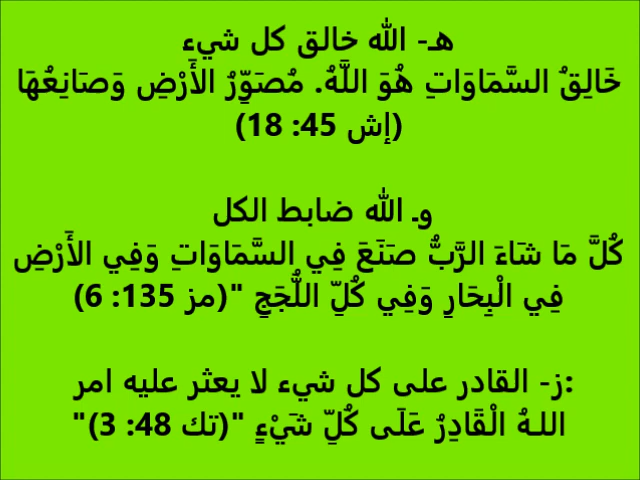 هـ- الله خالق كل شيء
خَالِقُ السَّمَاوَاتِ هُوَ اللَّهُ. مُصَوِّرُ الأَرْضِ وَصَانِعُهَا
(إش 45: 18)
وـ الله ضابط الكل
كُلَّ مَا شَاءَ الرَّبُّ صَنَعَ فِي السَّمَاوَاتِ وَفِي الأَرْضِ
فِي الْبِحَارِ وَفِي كُلِّ اللُّجَجِ "(مز 135: 6)
:ز- القادر على كل شيء لا يعثر عليه امر
اللـهُ الْقَادِرُ عَلَى كُلِّ شَيْءٍ "(تك 48: 3)"